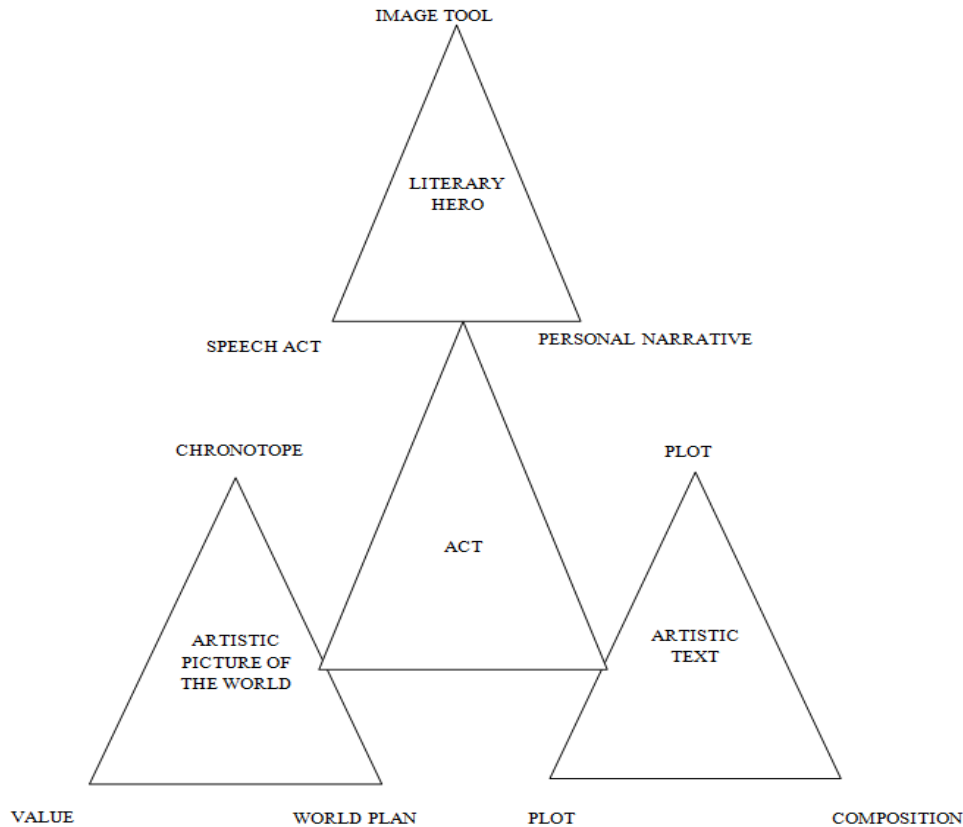 IMAGE TOOL
LITERARY
HERO
SPEECH ACT
PERSONAL NARRATIVE
CHRONOTOPE
PLOT
ACT
ARTISTIC
PICTURE OF
THE WORLD
ARTISTIC
TEXT
VALUE
WORLD PLAN
PLOT
COMPOSITION